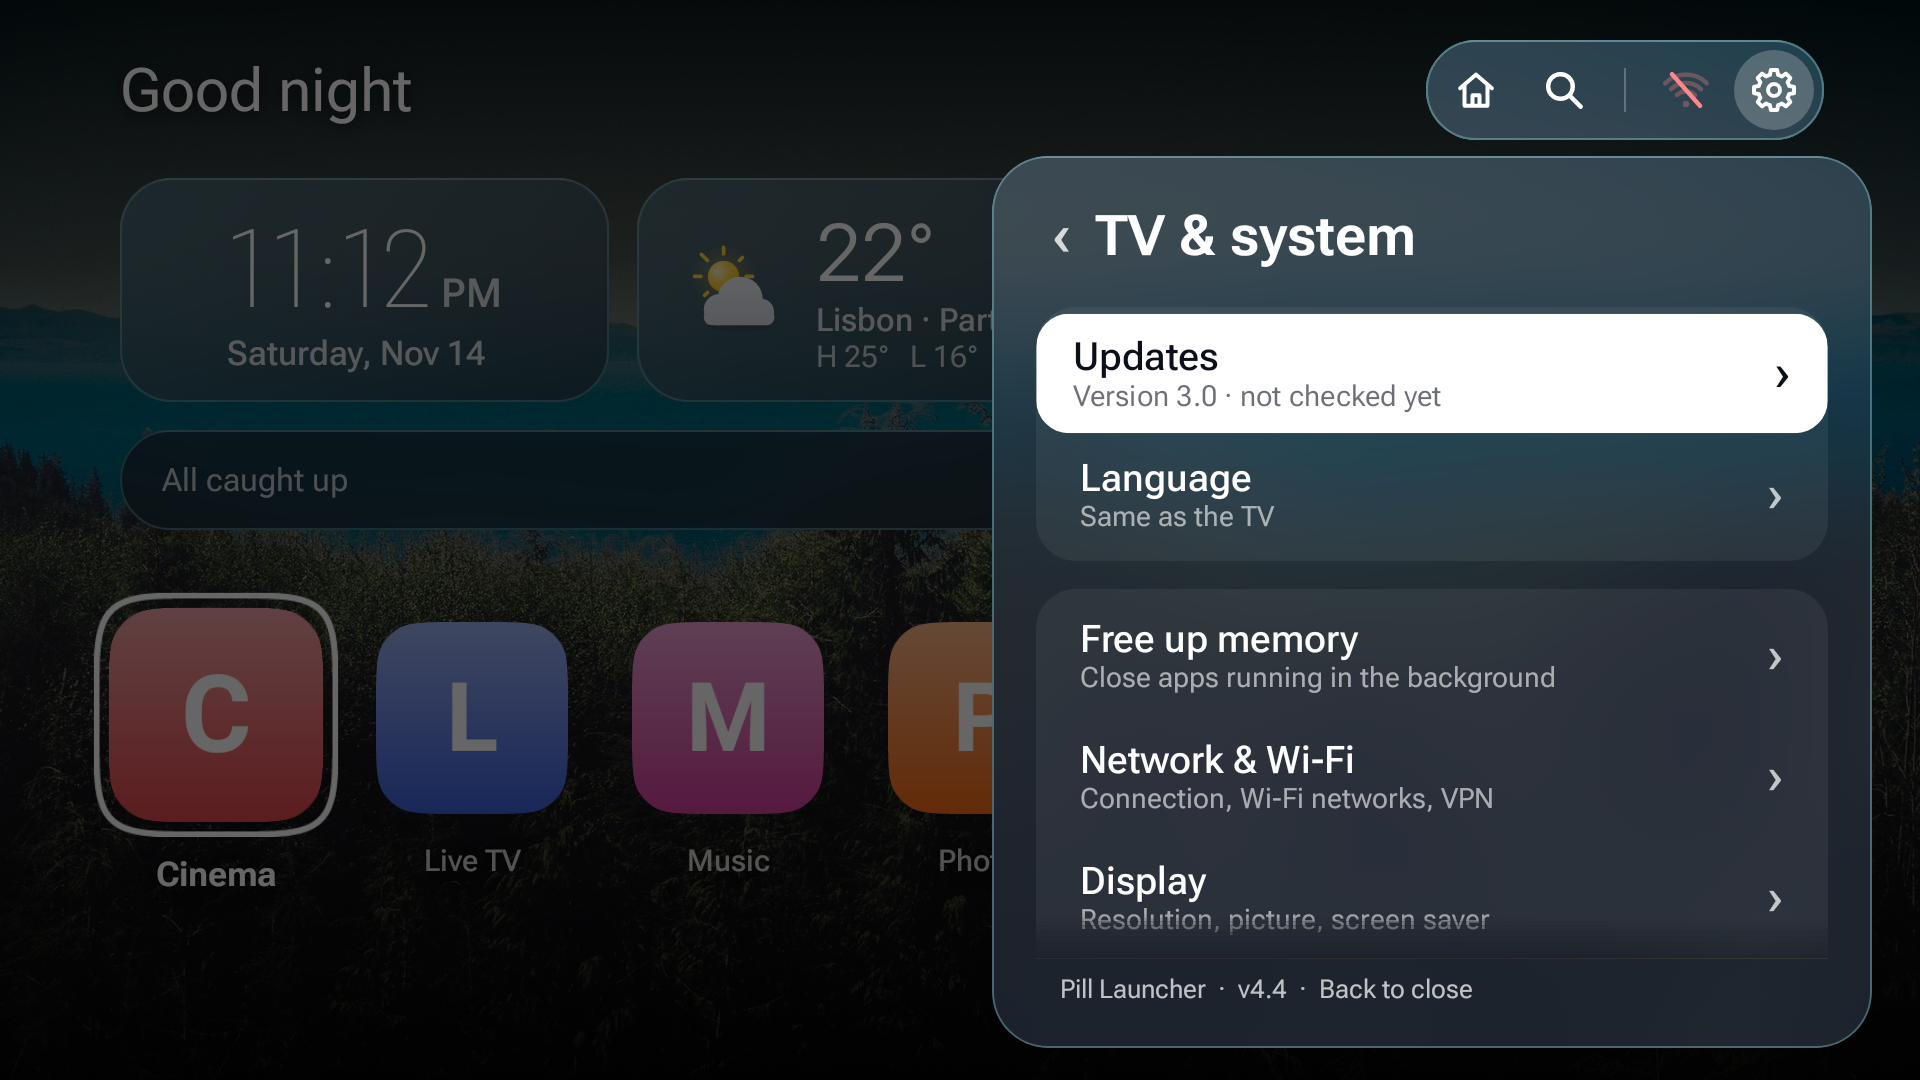 Good night
11:12 PM
Saturday, Nov 14
22°
Lisbon · Part
H 25° L 16°
All caught up
C
Cinema
L
Live TV
M
Music
P
Phot
‹ TV & system
Updates
Version 3.0 · not checked yet
Language
Same as the TV
Free up memory
Close apps running in the background
Network & Wi-Fi
Connection, Wi-Fi networks, VPN
Display
Resolution, picture, screen saver
Pill Launcher · v4.4 · Back to close